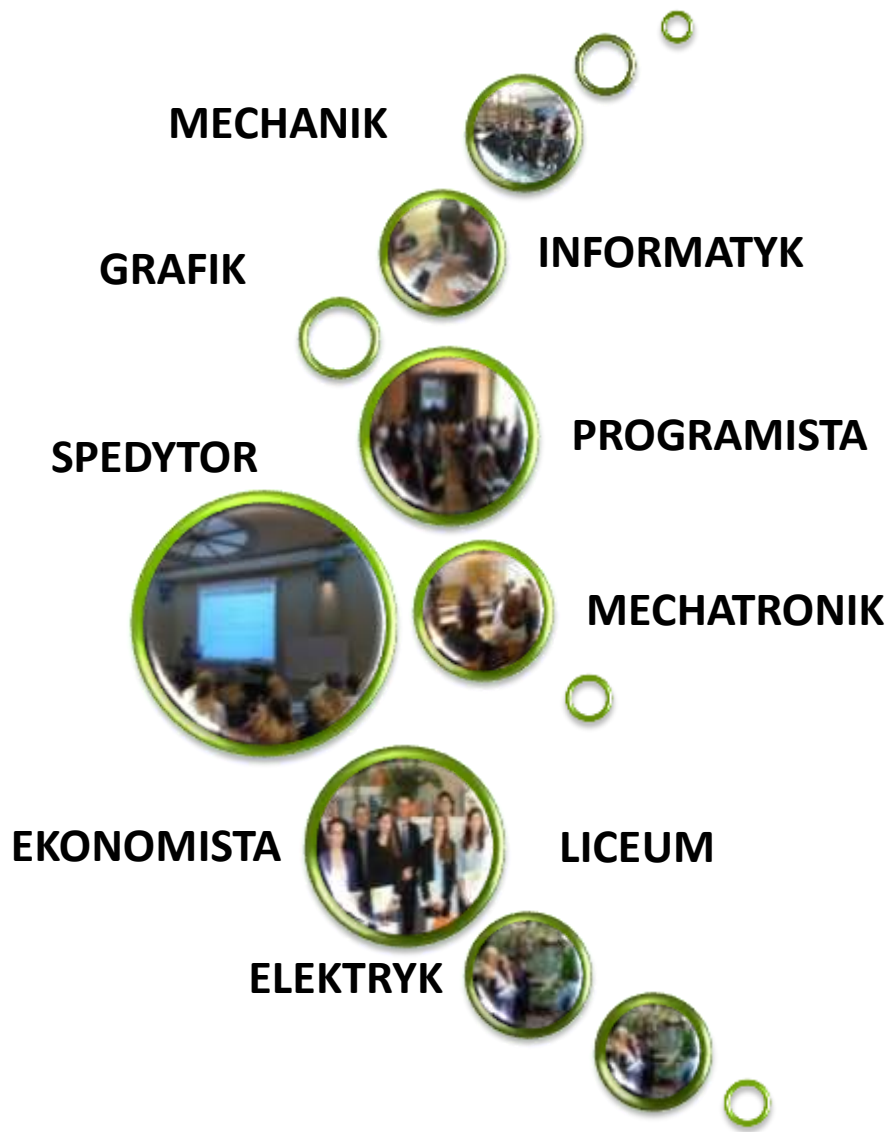 MECHANIK
INFORMATYK
GRAFIK
PROGRAMISTA
SPEDYTOR
MECHATRONIK
EKONOMISTA
LICEUM
ELEKTRYK